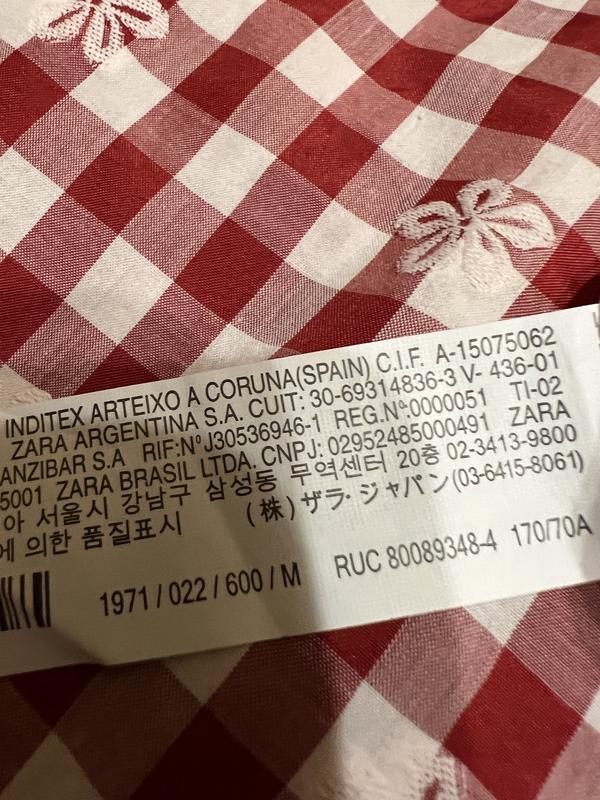 INDITEX ARTEIXO A CORUNA(SPAIN) C.I.F. A-15075062
ZARA ARGENTINA S.A. CUIT: 30-69314836-3 V- 436-01
ANZIBAR S.A RIF:Nº J30536946-1 REG.Nº:0000051 TI-02
5001 ZARA BRASIL LTDA. CNPJ: 02952485000491 ZARA
아 서울시 강남구 삼성동 무역센터 20층 02-3413-9800
에 의한 품질표시 (株)ザラ・ジャパン(03-6415-8061)
1971 / 022 / 600 / M RUC 80089348-4 170/70A